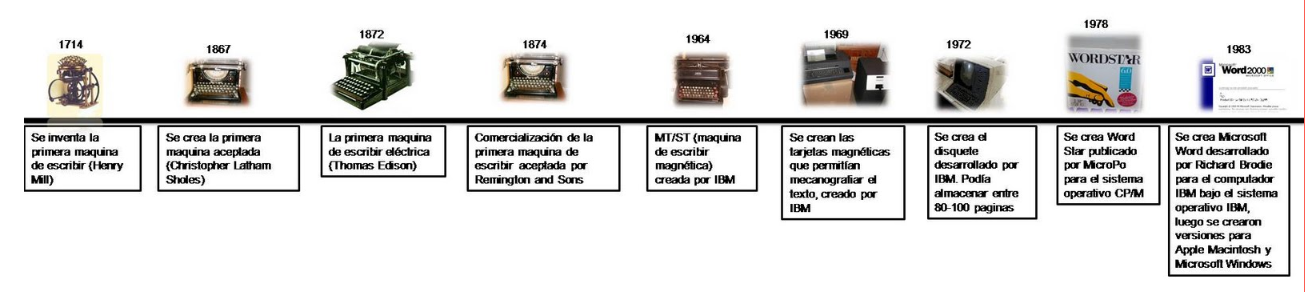 1714
Se inventa la
primera maquina
de escribir (Henry
Mill)
1867
Se crea la primera
maquina aceptada
(Christopher Latham
Sholes)
1872
La primera maquina
de escribir eléctrica
(Thomas Edison)
1874
Comercialización de la
primera maquina de
escribir aceptada por
Remington and Sons
1964
MT/ST (maquina
de escribir
magnética)
creada por IBM
1969
Se crean las
tarjetas magnéticas
que permitían
mecanografiar el
texto, creado por
IBM
1972
Se crea el
disquete
desarrollado por
IBM. Podía
almacenar entre
80-100 paginas
1978
WORDSTAR
Se crea Word
Star publicado
por MicroPo
para el sistema
operativo CP/M
1983
Word2000
Se crea Microsoft
Word desarrollado
por Richard Brodie
para el computador
IBM bajo el sistema
operativo IBM,
luego se crearon
versiones para
Apple Macintosh y
Microsoft Windows